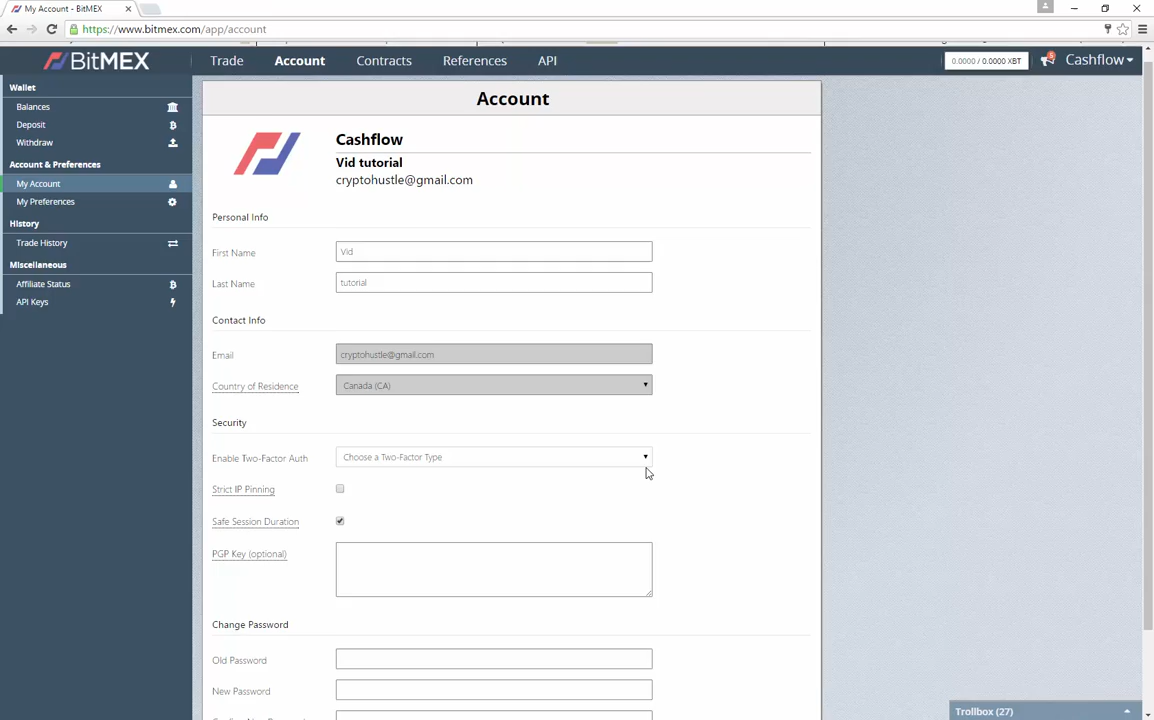 My Account - BitMEX
https://www.bitmex.com/app/account
BitMEX
Trade
Account
Contracts
References
API
0.0000 / 0.0000 XBT
Cashflow
Wallet
Balances
Deposit
Withdraw
Account & Preferences
My Account
My Preferences
History
Trade History
Miscellaneous
Affiliate Status
API Keys
Account
Cashflow
Vid tutorial
cryptohustle@gmail.com
Personal Info
First Name
Vid
Last Name
tutorial
Contact Info
Email
cryptohustle@gmail.com
Country of Residence
Canada (CA)
Security
Enable Two-Factor Auth
Choose a Two-Factor Type
Strict IP Pinning
Safe Session Duration
PGP Key (optional)
Change Password
Old Password
New Password
Trollbox (27)